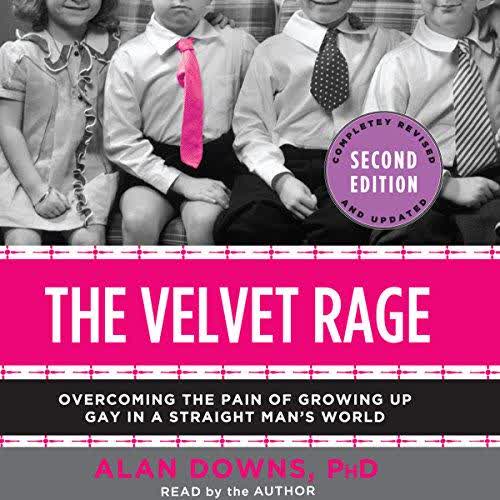 COMPLETELY REVISED
SECOND
EDITION
AND UPDATED
THE VELVET RAGE
OVERCOMING THE PAIN OF GROWING UP
GAY IN A STRAIGHT MAN'S WORLD
ALAN DOWNS, PhD
READ by the AUTHOR